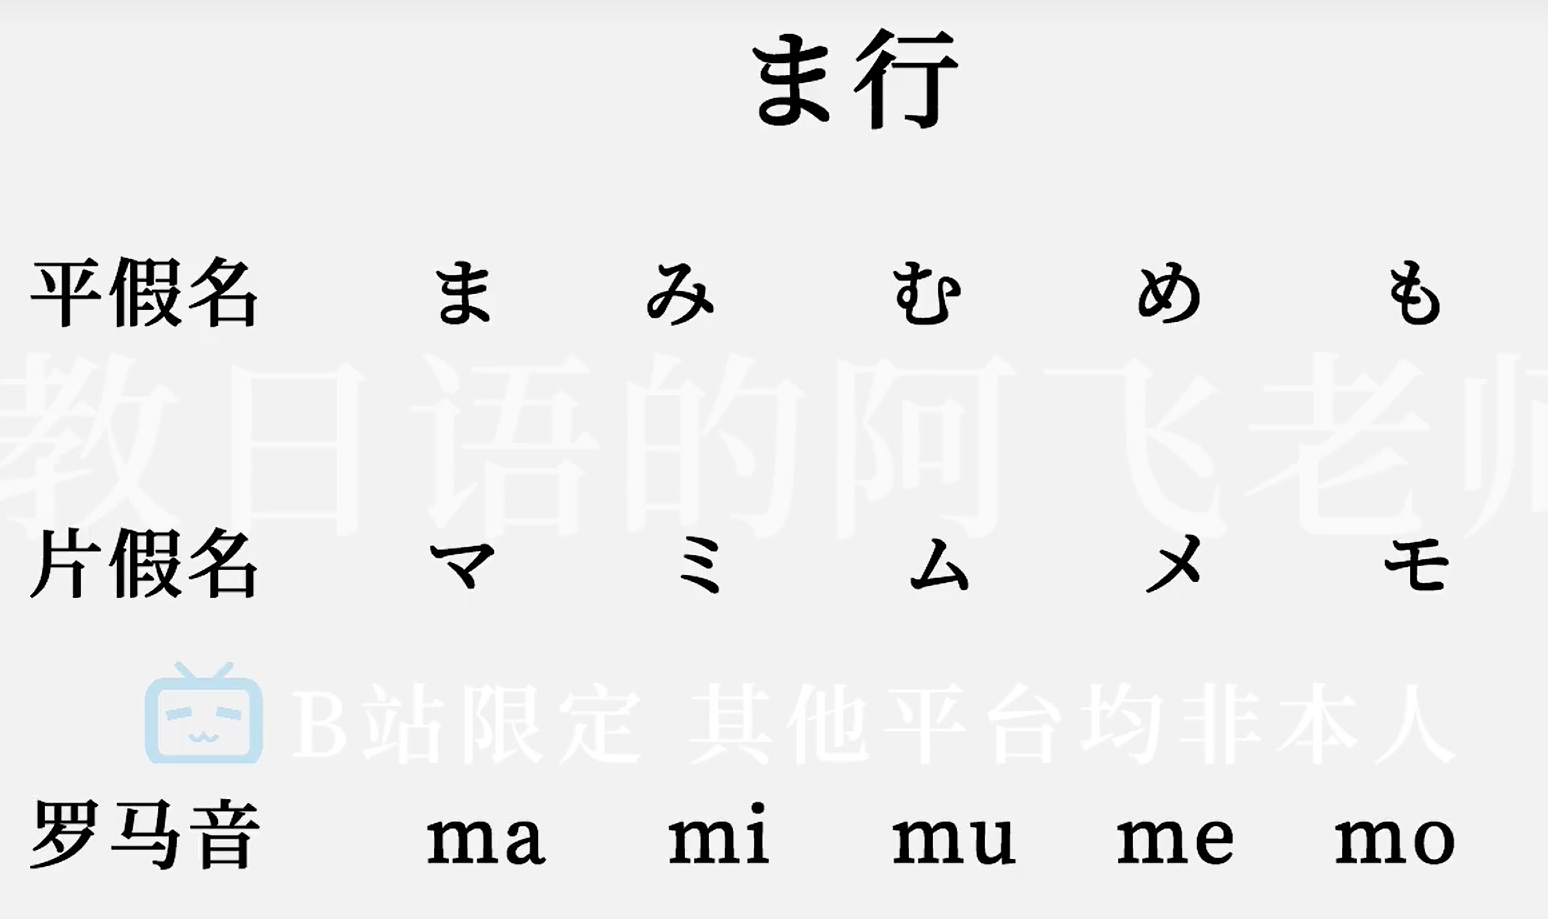 ま行
平假名 ま み む め も
教日语的阿飞老师
片假名 マ ミ ム メ モ
B站限定 其他平台均非本人
罗马音 ma mi mu me mo